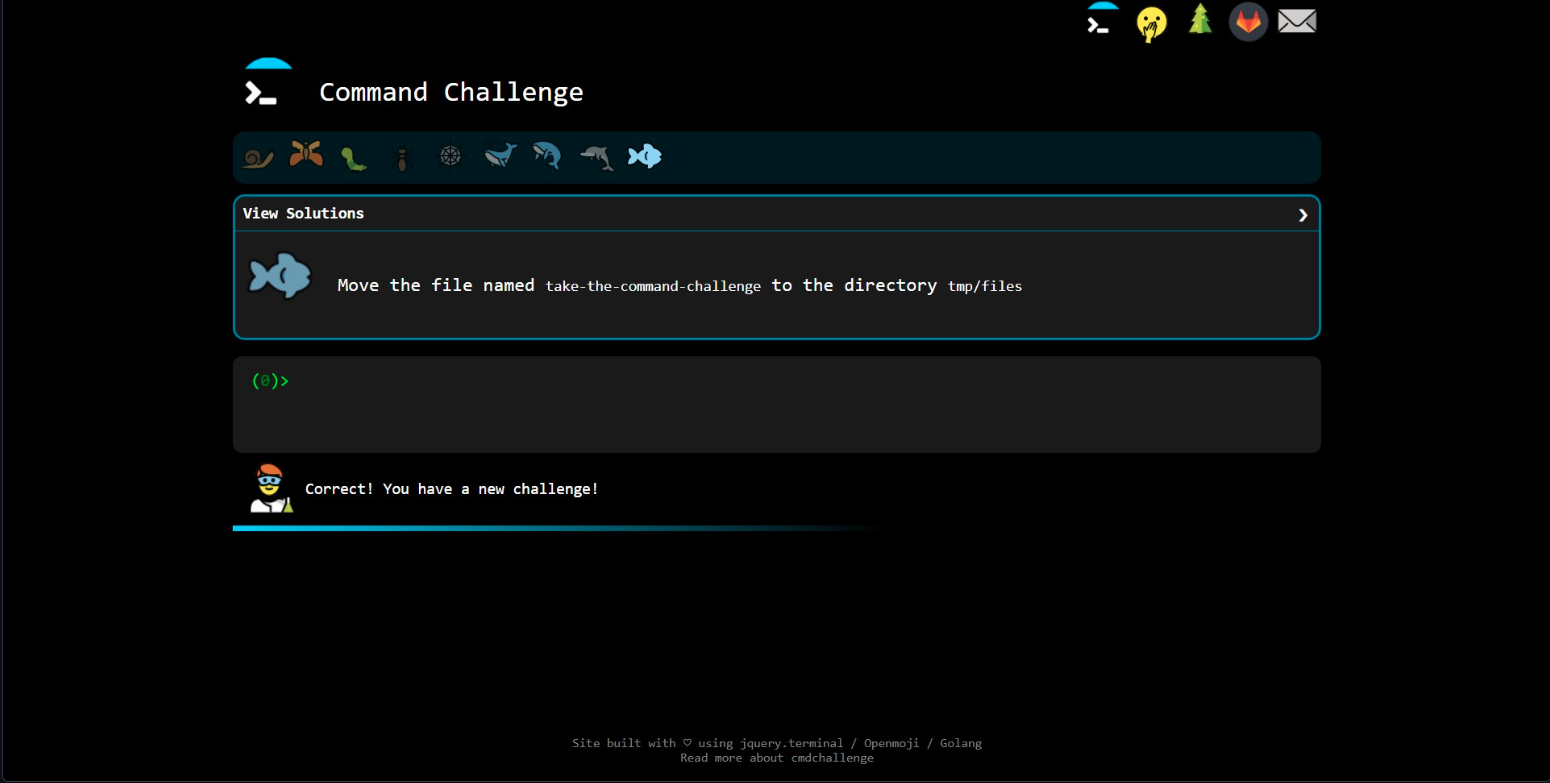 Command Challenge
View Solutions
Move the file named take-the-command-challenge to the directory tmp/files
(0)>
Correct! You have a new challenge!
Site built with ♡ using jquery.terminal / Openmoji / Golang
Read more about cmdchallenge